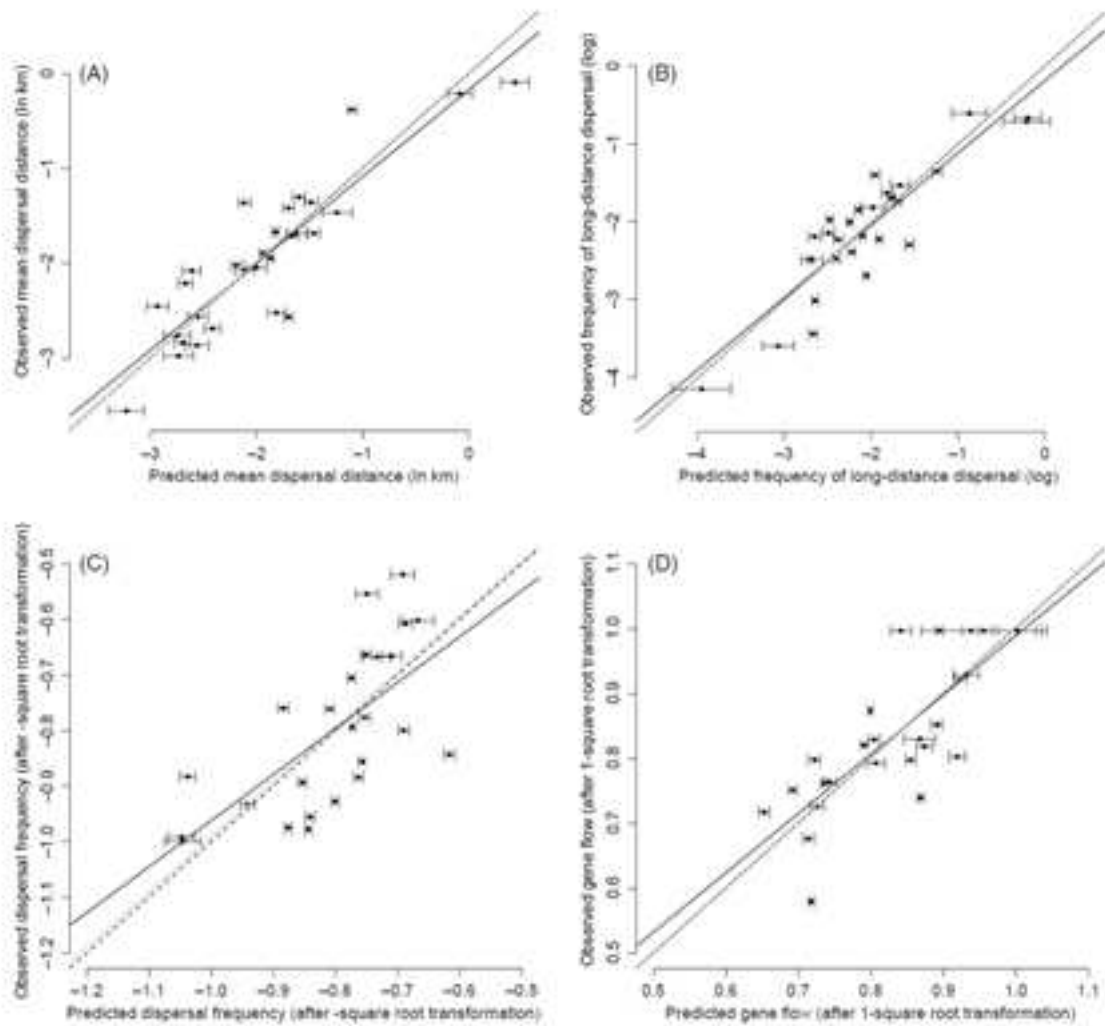 (A)
Observed mean dispersal distance (ln km)
0
-1
-2
-3
-3 -2 -1 0
Predicted mean dispersal distance (ln km)
(B)
Observed frequency of long-distance dispersal (log)
0
-1
-2
-3
-4
-4 -3 -2 -1 0
Predicted frequency of long-distance dispersal (log)
(C)
Observed dispersal frequency (after -square root transformation)
-0.5
-0.6
-0.7
-0.8
-0.9
-1.0
-1.1
-1.2
-1.2 -1.1 -1.0 -0.9 -0.8 -0.7 -0.6 -0.5
Predicted dispersal frequency (after -square root transformation)
(D)
Observed gene flow (after 1-square root transformation)
1.1
1.0
0.9
0.8
0.7
0.6
0.5
0.5 0.6 0.7 0.8 0.9 1.0 1.1
Predicted gene flow (after 1-square root transformation)